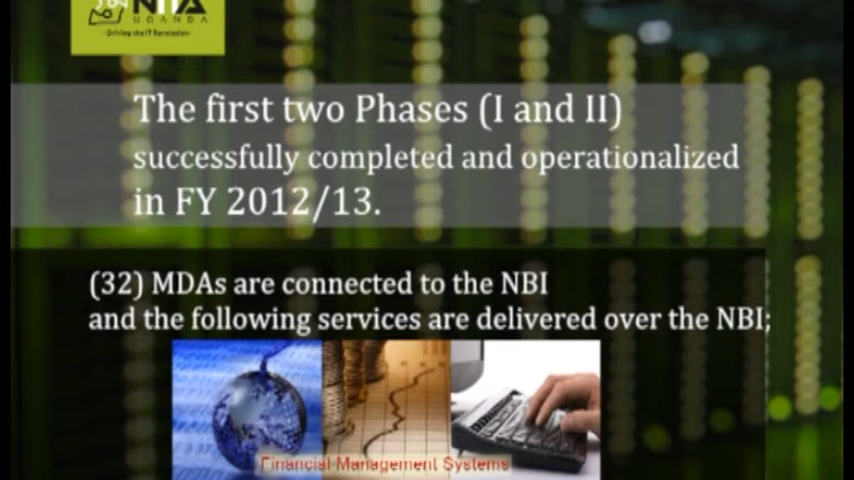 NITA
UGANDA
Driving the IT Revolution
The first two Phases (I and II)
successfully completed and operationalized
in FY 2012/13.
(32) MDAs are connected to the NBI
and the following services are delivered over the NBI;
Financial Management Systems